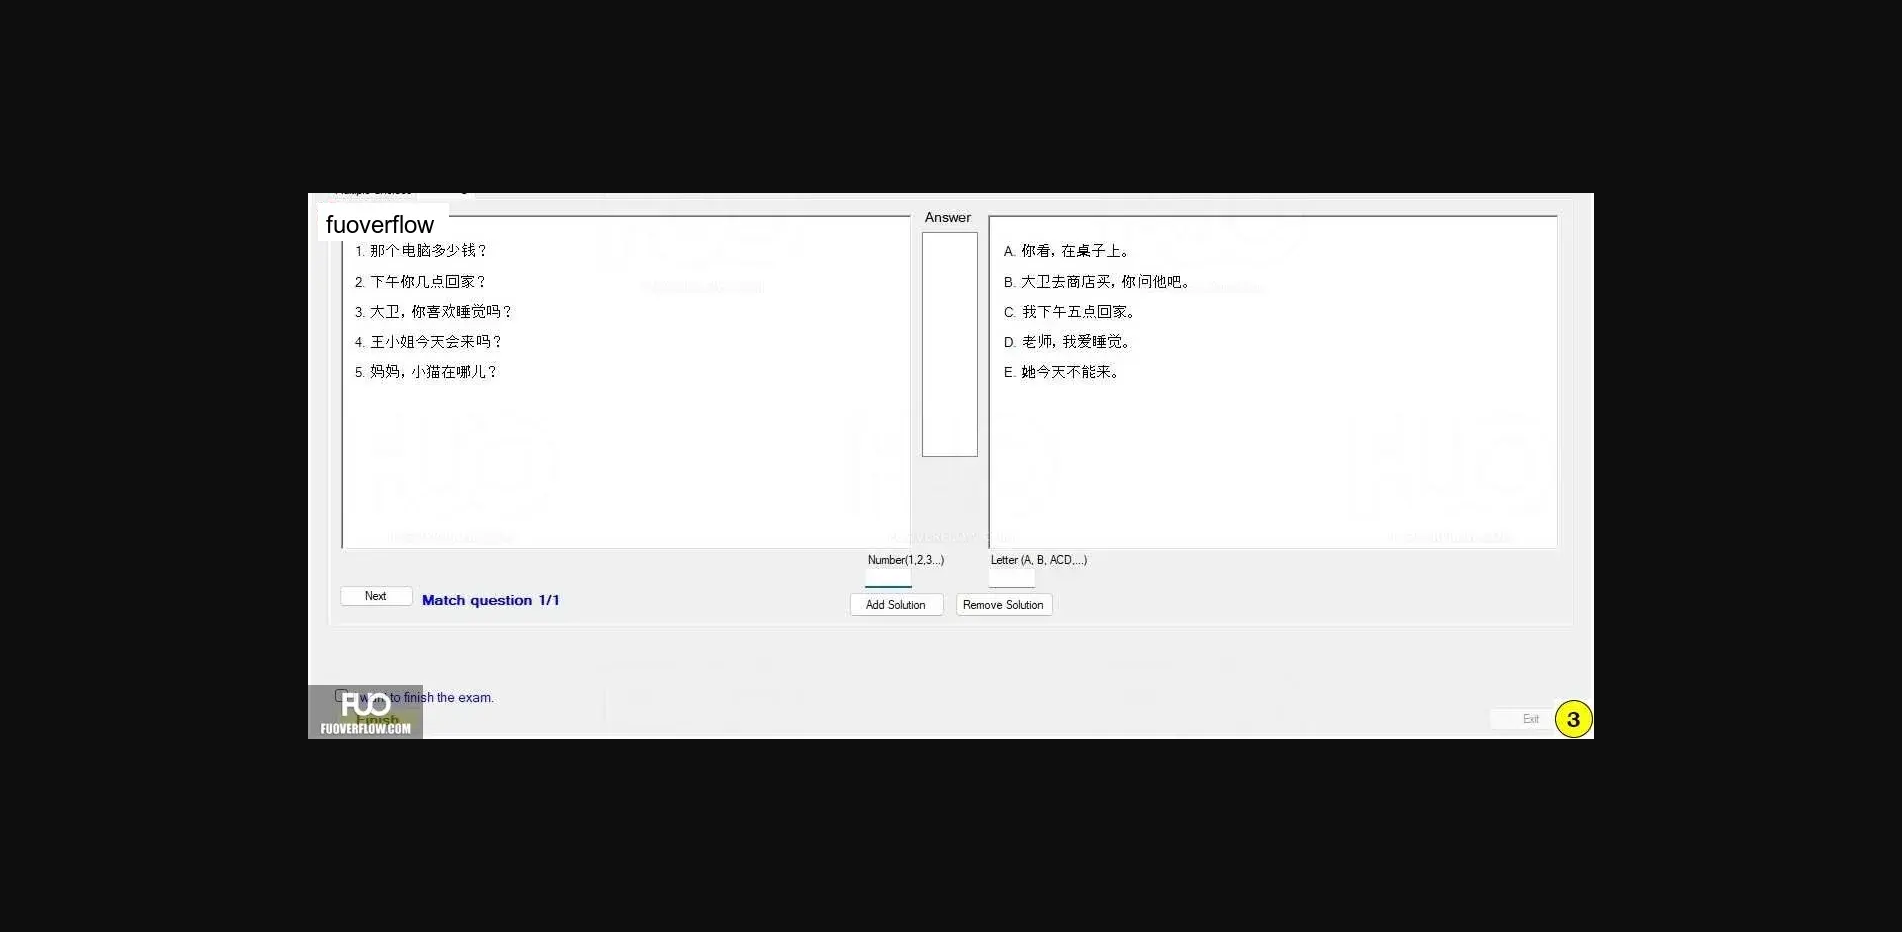 fuoverflow
1. 那个电脑多少钱？
2. 下午你几点回家？
3. 大卫，你喜欢睡觉吗？
4. 王小姐今天会来吗？
5. 妈妈，小猫在哪儿？
Answer
A. 你看，在桌子上。
B. 大卫去商店买，你问他吧。
C. 我下午五点回家。
D. 老师，我爱睡觉。
E. 她今天不能来。
Number(1,2,3...)
Letter (A, B, ACD,...)
Next
Match question 1/1
Add Solution
Remove Solution
want to finish the exam.
Finish
FUO
FUOVERFLOW.COM
Exit
3